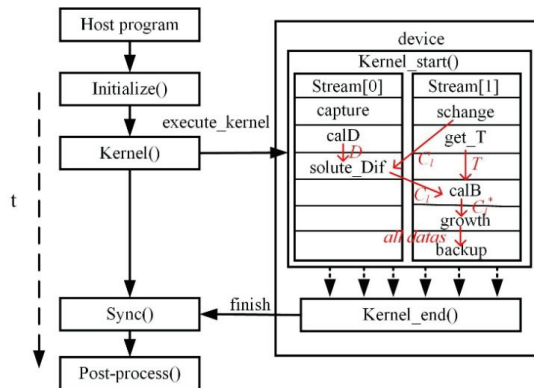 Host program
Initialize()
Kernel()
execute_kernel
t
Sync()
finish
Post-process()
device
Kernel_start()
Stream[0]
Stream[1]
capture
schange
calD
get_T
D
C_l
T
solute_Dif
C_l
calB
C_l^*
growth
all datas
backup
Kernel_end()